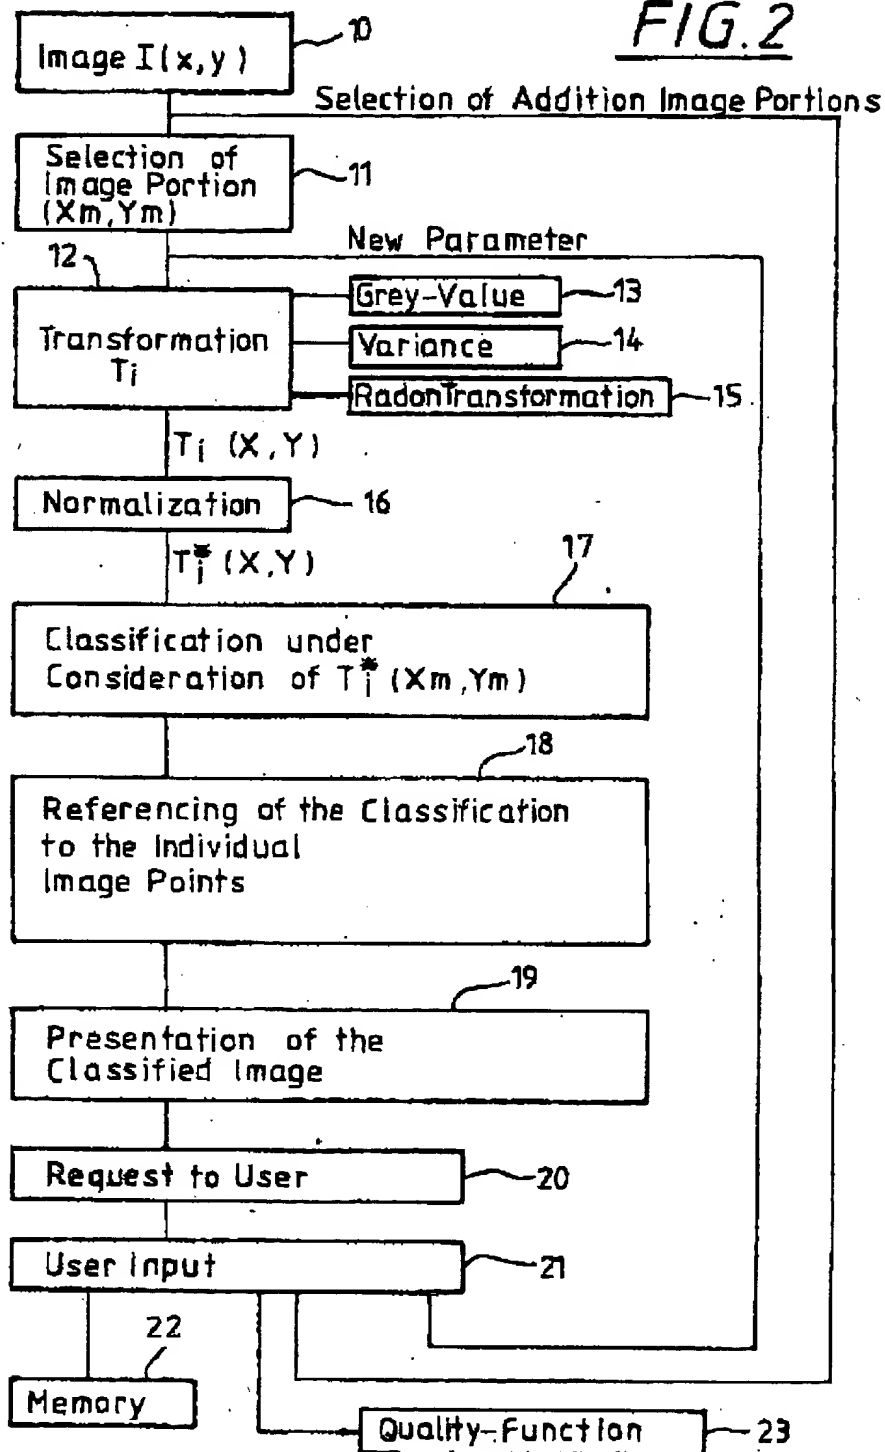 FIG.2
Image I(x,y)
10
Selection of Addition Image Portions
Selection of
Image Portion
(Xm,Ym)
11
New Parameter
12
Transformation
Ti
Grey-Value
13
Variance
14
RadonTransformation
15
Ti (X,Y)
Normalization
16
Ti* (X,Y)
17
Classification under
Consideration of Ti* (Xm,Ym)
18
Referencing of the Classification
to the Individual
Image Points
19
Presentation of the
Classified Image
Request to User
20
User Input
21
22
Memory
Quality-Function
23